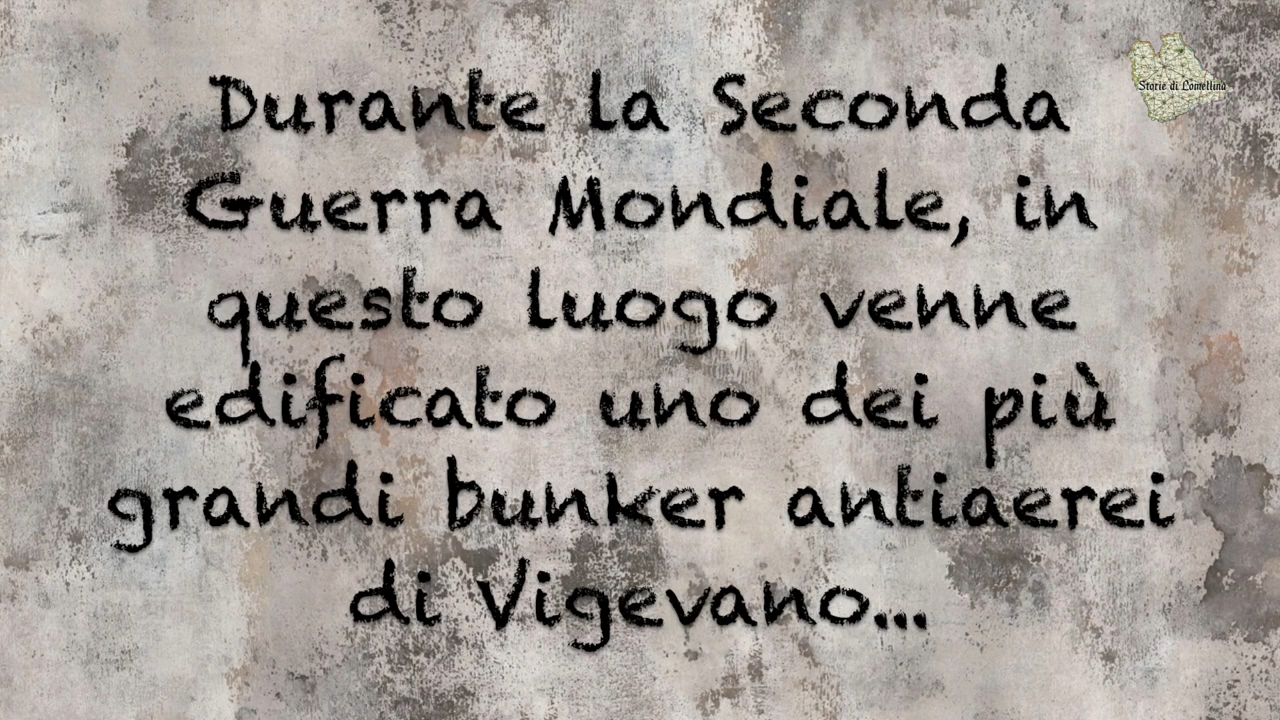 Storie di Lomellina
Durante la Seconda
Guerra Mondiale, in
questo luogo venne
edificato uno dei più
grandi bunker antiaerei
di Vigevano...